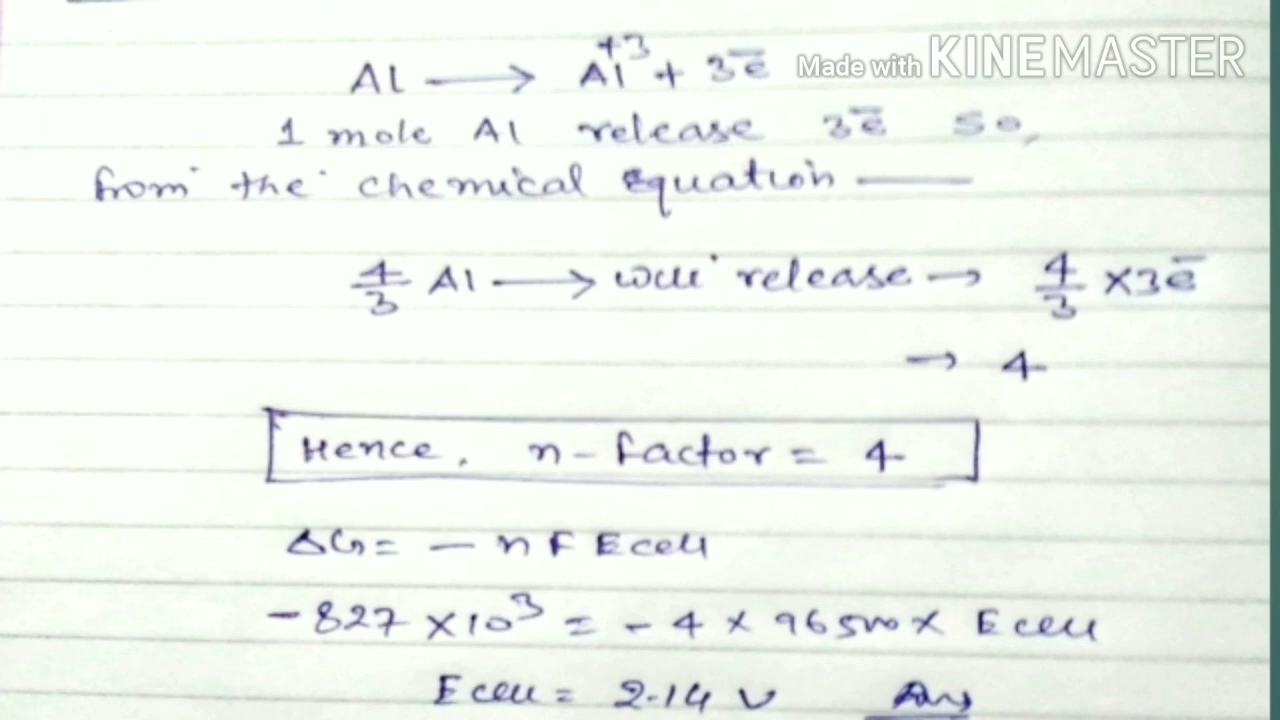 Al ⟶ Al⁺³ + 3e̅ Made with KINEMASTER
1 mole Al release 3e̅ so,
from the chemical equation —
4/3 Al ⟶ will release → 4/3 ×3e̅
→ 4
Hence, n-factor = 4
ΔG = - n F Ecell
-827 ×10³ = - 4 × 96500 × Ecell
Ecell = 2.14 V Ans